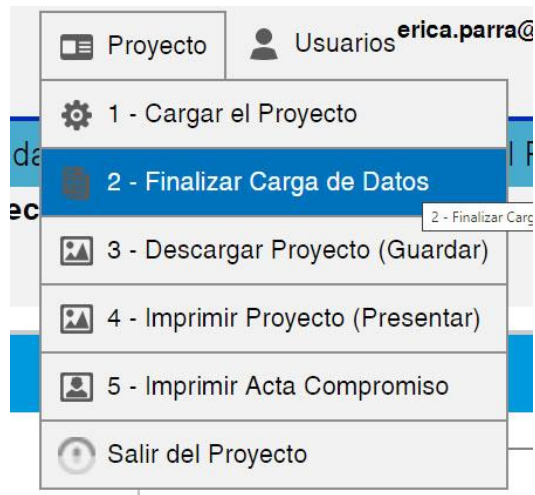 Proyecto
Usuarios
erica.parra@
1 - Cargar el Proyecto
2 - Finalizar Carga de Datos
2 - Finalizar Carg
3 - Descargar Proyecto (Guardar)
4 - Imprimir Proyecto (Presentar)
5 - Imprimir Acta Compromiso
Salir del Proyecto